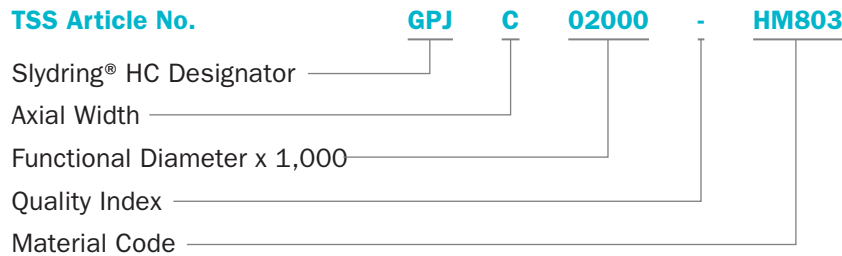 TSS Article No. GPJ C 02000 - HM803
Slydring® HC Designator
Axial Width
Functional Diameter x 1,000
Quality Index
Material Code